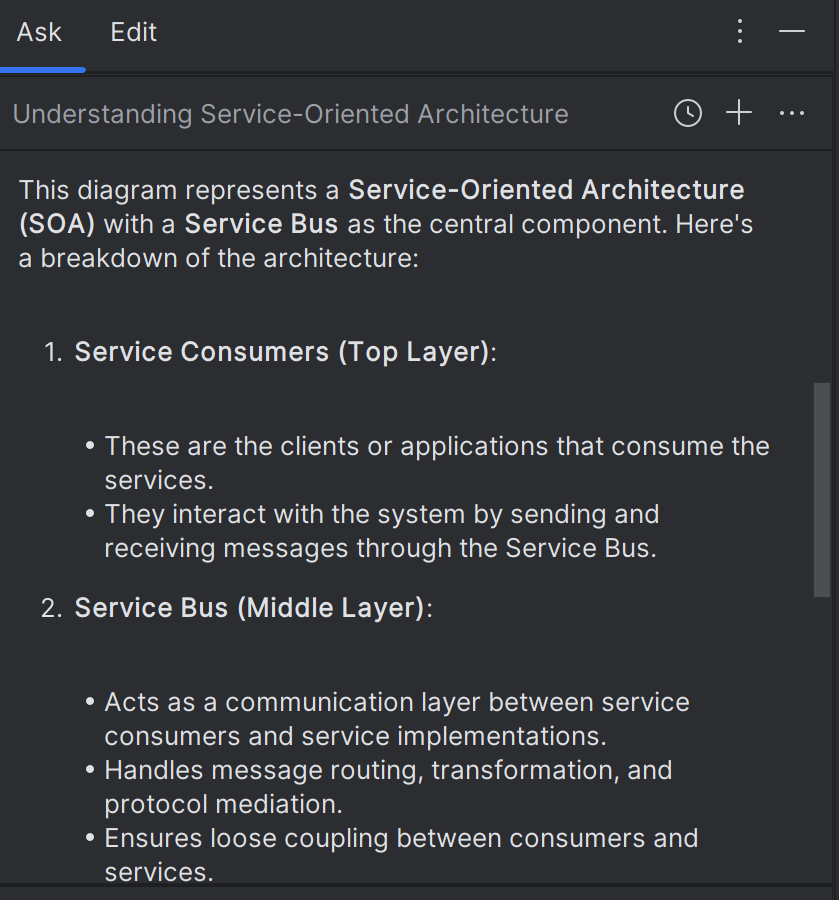 Ask Edit
Understanding Service-Oriented Architecture
This diagram represents a Service-Oriented Architecture
(SOA) with a Service Bus as the central component. Here's
a breakdown of the architecture:
1. Service Consumers (Top Layer):
• These are the clients or applications that consume the
services.
• They interact with the system by sending and
receiving messages through the Service Bus.
2. Service Bus (Middle Layer):
• Acts as a communication layer between service
consumers and service implementations.
• Handles message routing, transformation, and
protocol mediation.
• Ensures loose coupling between consumers and
services.